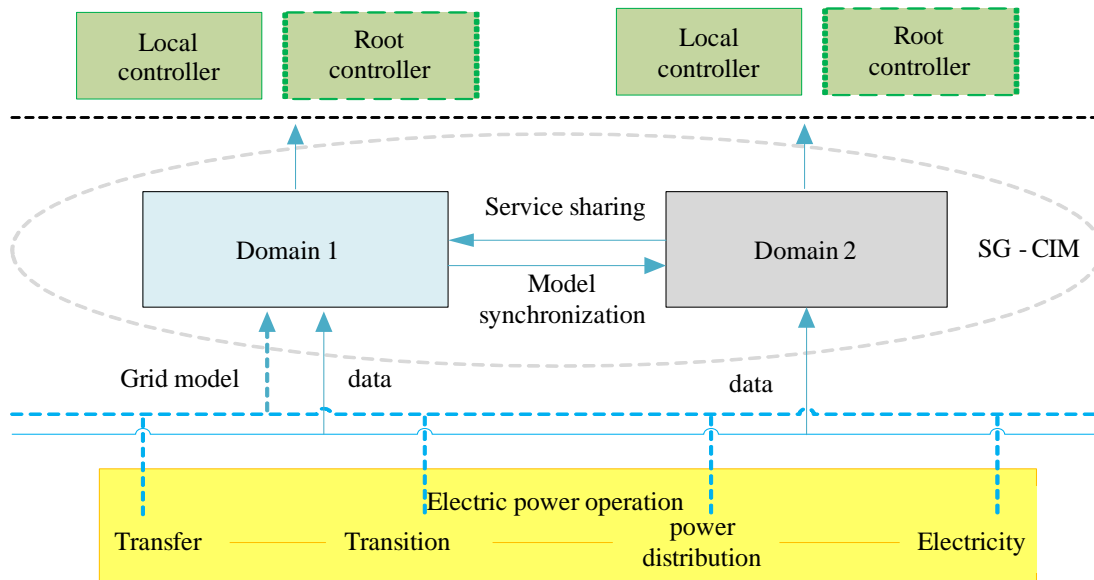 Local
controller
Root
controller
Local
controller
Root
controller
Service sharing
Domain 1
Domain 2
SG - CIM
Model
synchronization
Grid model
data
data
Electric power operation
Transfer
Transition
power
distribution
Electricity